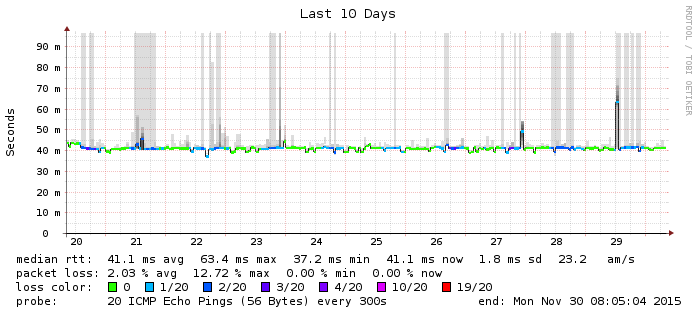 Last 10 Days
RRDTOOL / TOBI OETIKER
Seconds
90 m
80 m
70 m
60 m
50 m
40 m
30 m
20 m
10 m
0
20 21 22 23 24 25 26 27 28 29
median rtt: 41.1 ms avg 63.4 ms max 37.2 ms min 41.1 ms now 1.8 ms sd 23.2 am/s
packet loss: 2.03 % avg 12.72 % max 0.00 % min 0.00 % now
loss color: 0 1/20 2/20 3/20 4/20 10/20 19/20
probe: 20 ICMP Echo Pings (56 Bytes) every 300s end: Mon Nov 30 08:05:04 2015